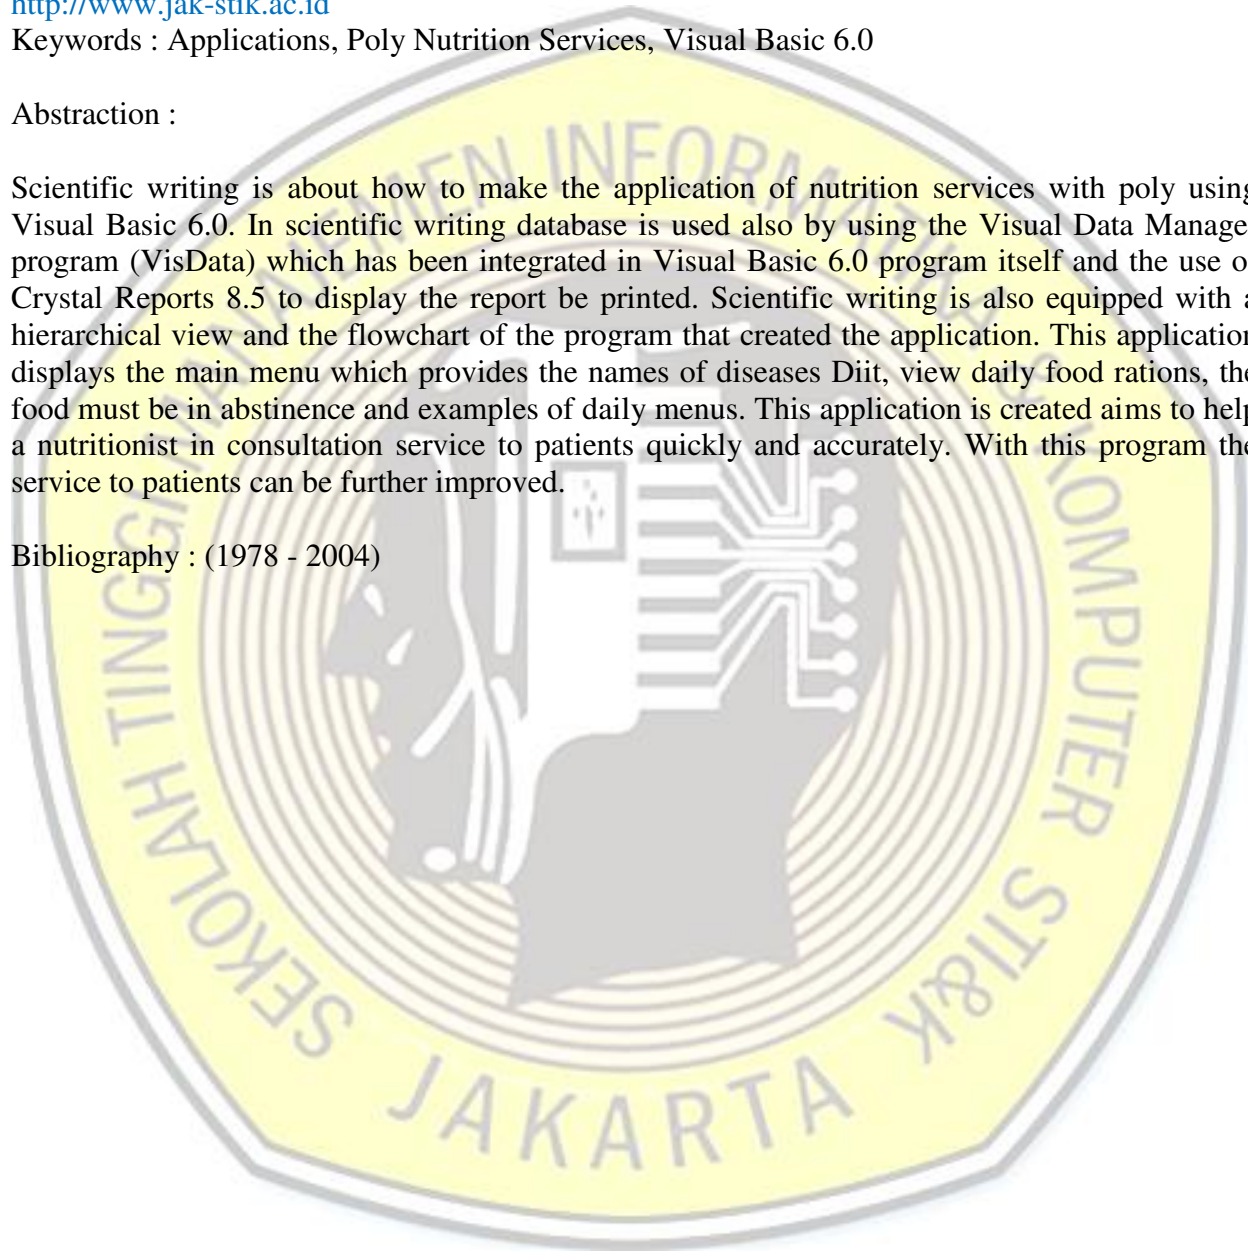 http://www.jak-stik.ac.id
Keywords : Applications, Poly Nutrition Services, Visual Basic 6.0
Abstraction :
Scientific writing is about how to make the application of nutrition services with poly using
Visual Basic 6.0. In scientific writing database is used also by using the Visual Data Manage
program (VisData) which has been integrated in Visual Basic 6.0 program itself and the use o
Crystal Reports 8.5 to display the report be printed. Scientific writing is also equipped with a
hierarchical view and the flowchart of the program that created the application. This application
displays the main menu which provides the names of diseases Diit, view daily food rations, the
food must be in abstinence and examples of daily menus. This application is created aims to help
a nutritionist in consultation service to patients quickly and accurately. With this program the
service to patients can be further improved.
Bibliography : (1978 - 2004)
SEKOLAH TINGGI MANAJEMEN INFORMATIKA & KOMPUTER STI&K
JAKARTA